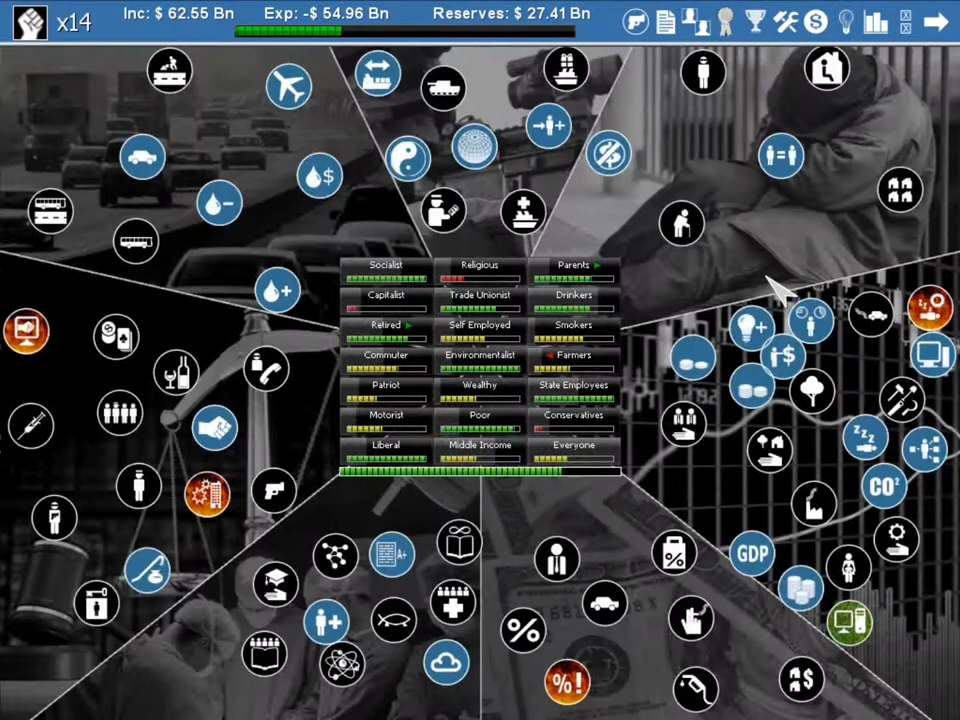 x14 Inc: $ 62.55 Bn Exp: -$ 54.96 Bn Reserves: $ 27.41 Bn
Socialist Religious Parents
Capitalist Trade Unionist Drinkers
Retired Self Employed Smokers
Commuter Environmentalist Farmers
Patriot Wealthy State Employees
Motorist Poor Conservatives
Liberal Middle Income Everyone
$
$
+
-
+
+
$
zzz
zzz
CO²
GDP
A+
+
%
%
%!
$